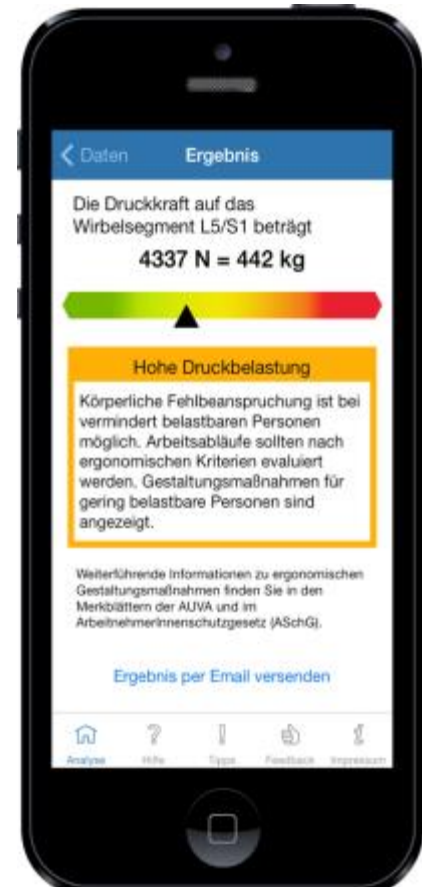 Daten Ergebnis
Die Druckkraft auf das
Wirbelsegment L5/S1 beträgt
4337 N = 442 kg
Hohe Druckbelastung
Körperliche Fehlbeanspruchung ist bei
vermindert belastbaren Personen
möglich. Arbeitsabläufe sollten nach
ergonomischen Kriterien evaluiert
werden. Gestaltungsmaßnahmen für
gering belastbare Personen sind
angezeigt.
Weiterführende Informationen zu ergonomischen
Gestaltungsmaßnahmen finden Sie in den
Merkblättern der AUVA und im
ArbeitnehmerInnenschutzgesetz (ASchG).
Ergebnis per Email versenden
Analyse Hilfe Tipps Feedback Impressum